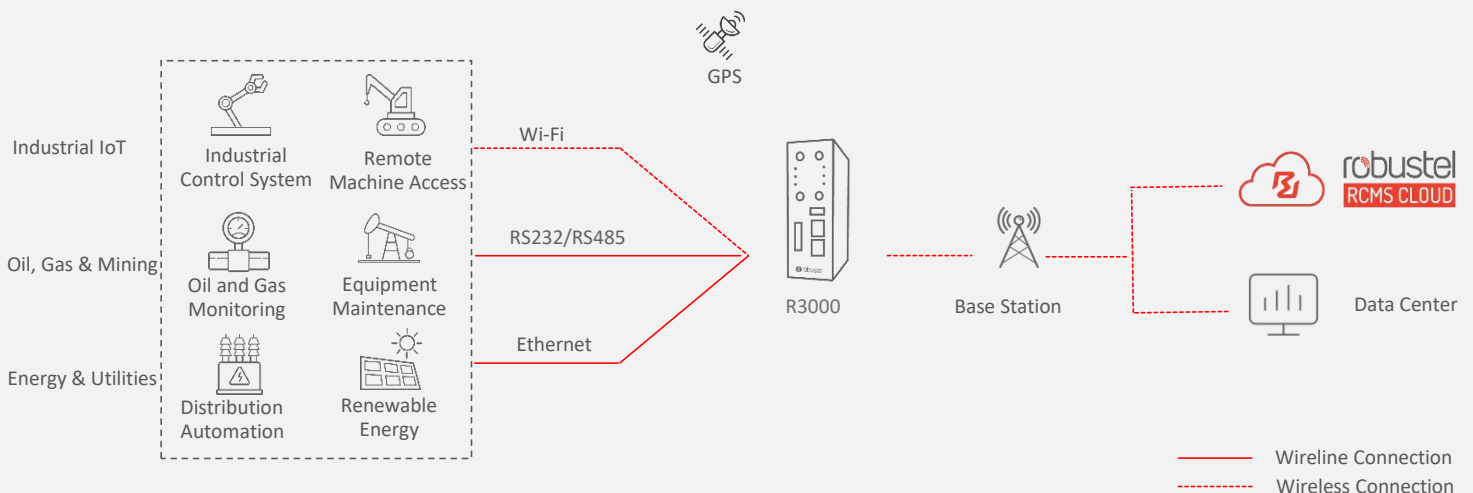 GPS
Industrial IoT
Industrial
Control System
Remote
Machine Access
Wi-Fi
Oil, Gas & Mining
Oil and Gas
Monitoring
Equipment
Maintenance
RS232/RS485
Energy & Utilities
Distribution
Automation
Renewable
Energy
Ethernet
robustel
R3000
Base Station
robustel
RCMS CLOUD
Data Center
Wireline Connection
Wireless Connection